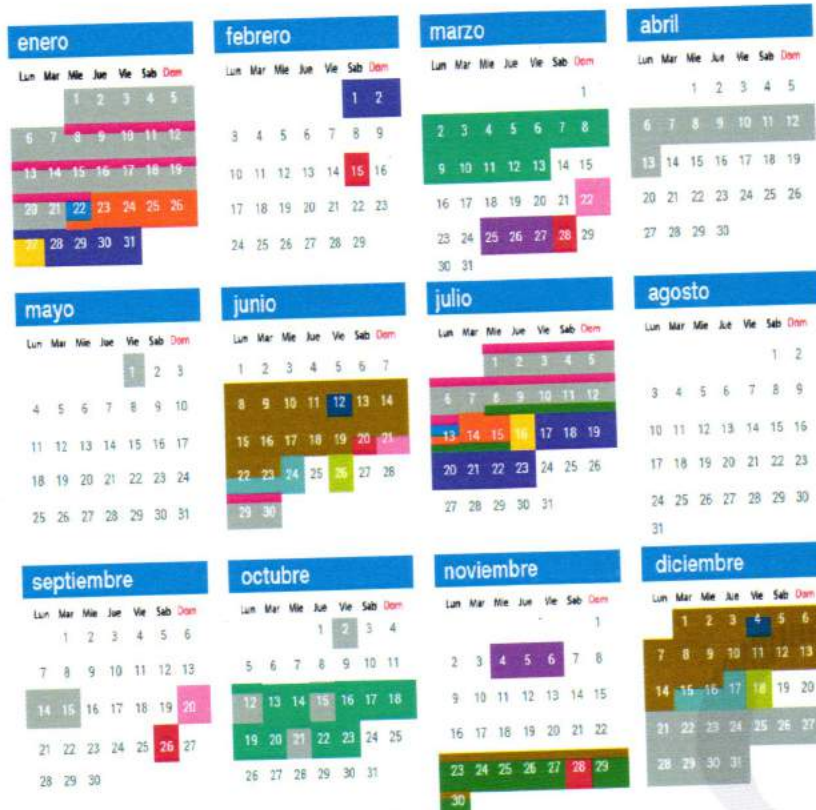 enero
Lun Mar Mie Jue Vie Sab Dom
1 2 3 4 5
6 7 8 9 10 11 12
13 14 15 16 17 18 19
20 21 22 23 24 25 26
27 28 29 30 31
febrero
Lun Mar Mie Jue Vie Sab Dom
1 2
3 4 5 6 7 8 9
10 11 12 13 14 15 16
17 18 19 20 21 22 23
24 25 26 27 28 29
marzo
Lun Mar Mie Jue Vie Sab Dom
1
2 3 4 5 6 7 8
9 10 11 12 13 14 15
16 17 18 19 20 21 22
23 24 25 26 27 28 29
30 31
abril
Lun Mar Mie Jue Vie Sab Dom
1 2 3 4 5
6 7 8 9 10 11 12
13 14 15 16 17 18 19
20 21 22 23 24 25 26
27 28 29 30
mayo
Lun Mar Mie Jue Vie Sab Dom
1 2 3
4 5 6 7 8 9 10
11 12 13 14 15 16 17
18 19 20 21 22 23 24
25 26 27 28 29 30 31
junio
Lun Mar Mie Jue Vie Sab Dom
1 2 3 4 5 6 7
8 9 10 11 12 13 14
15 16 17 18 19 20 21
22 23 24 25 26 27 28
29 30
julio
Lun Mar Mie Jue Vie Sab Dom
1 2 3 4 5
6 7 8 9 10 11 12
13 14 15 16 17 18 19
20 21 22 23 24 25 26
27 28 29 30 31
agosto
Lun Mar Mie Jue Vie Sab Dom
1 2
3 4 5 6 7 8 9
10 11 12 13 14 15 16
17 18 19 20 21 22 23
24 25 26 27 28 29 30
31
septiembre
Lun Mar Mie Jue Vie Sab Dom
1 2 3 4 5 6
7 8 9 10 11 12 13
14 15 16 17 18 19 20
21 22 23 24 25 26 27
28 29 30
octubre
Lun Mar Mie Jue Vie Sab Dom
1 2 3 4
5 6 7 8 9 10 11
12 13 14 15 16 17 18
19 20 21 22 23 24 25
26 27 28 29 30 31
noviembre
Lun Mar Mie Jue Vie Sab Dom
1
2 3 4 5 6 7 8
9 10 11 12 13 14 15
16 17 18 19 20 21 22
23 24 25 26 27 28 29
30
diciembre
Lun Mar Mie Jue Vie Sab Dom
1 2 3 4 5 6
7 8 9 10 11 12 13
14 15 16 17 18 19 20
21 22 23 24 25 26 27
28 29 30 31